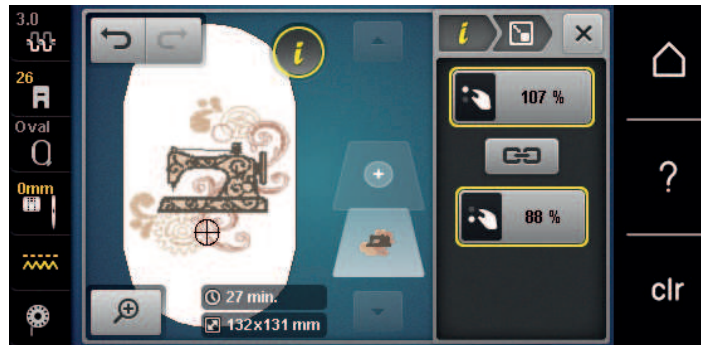 3.0
26
Oval
0mm
i
27 min.
132x131 mm
i
107 %
88 %
?
clr